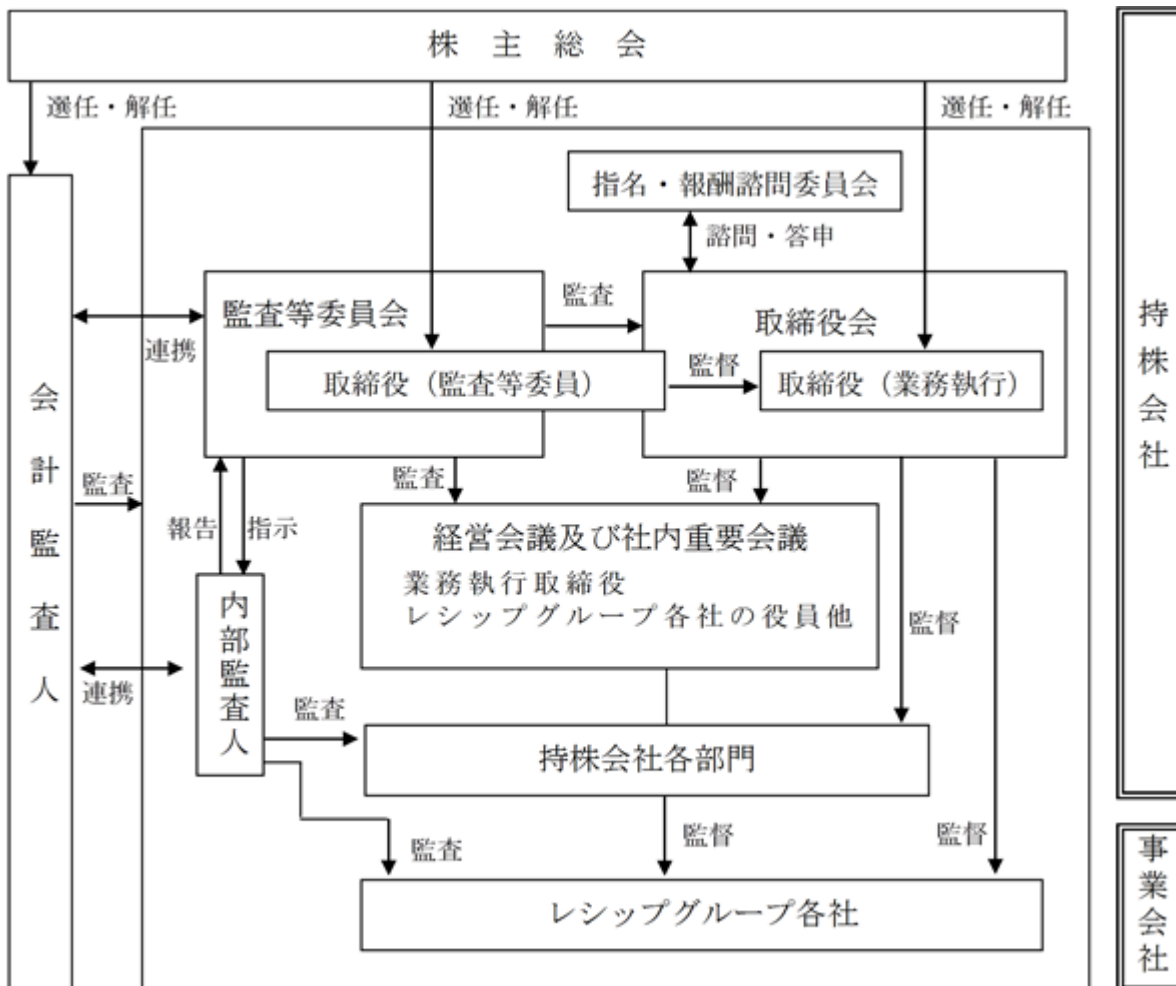 株主総会
選任・解任
選任・解任
選任・解任
指名・報酬諮問委員会
諮問・答申
監査等委員会
監査
取締役会
連携
取締役（監査等委員）
監督
取締役（業務執行）
会計監査人
監査
監査
監督
報告
指示
経営会議及び社内重要会議
業務執行取締役
レシップグループ各社の役員他
監督
内部監査人
連携
監査
持株会社各部門
監査
監督
監督
レシップグループ各社
持株会社
事業会社